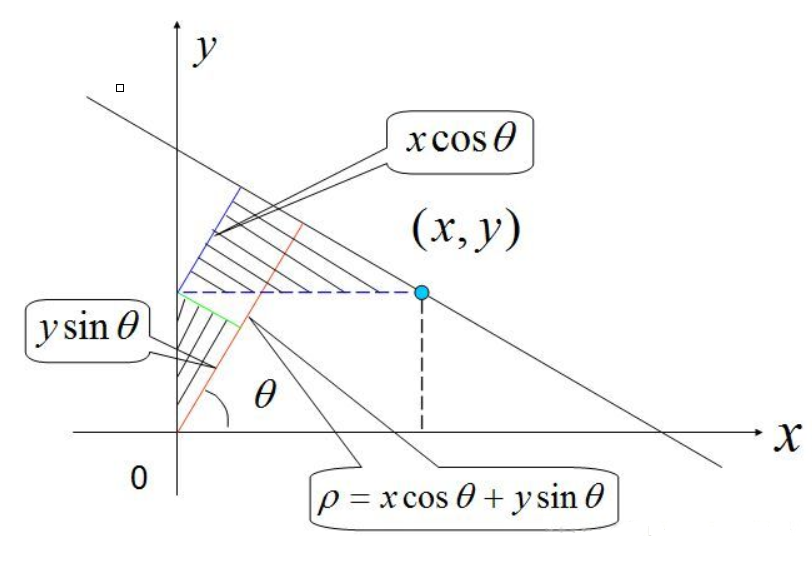 y
x cos θ
(x, y)
y sin θ
θ
x
0
ρ = x cos θ + y sin θ